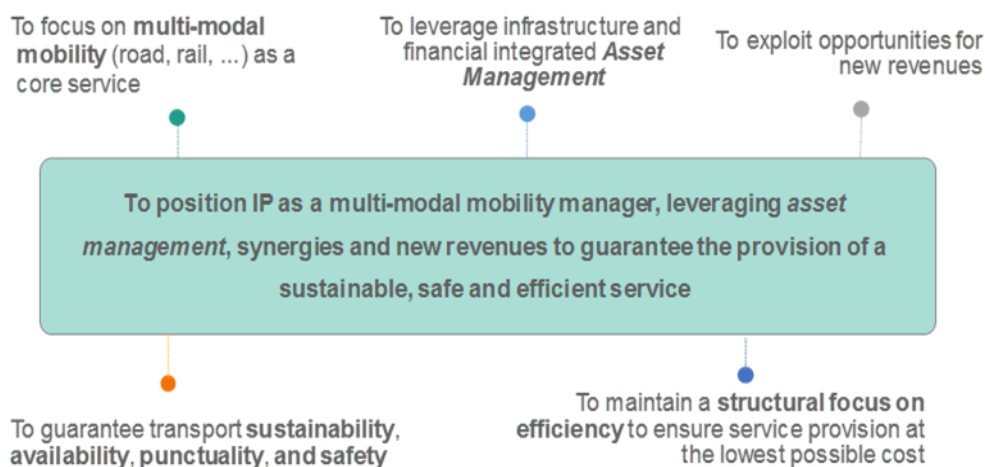 To focus on multi-modal
mobility (road, rail, ...) as a
core service
To leverage infrastructure and
financial integrated Asset
Management
To exploit opportunities for
new revenues
To position IP as a multi-modal mobility manager, leveraging asset
management, synergies and new revenues to guarantee the provision of a
sustainable, safe and efficient service
To guarantee transport sustainability,
availability, punctuality, and safety
To maintain a structural focus on
efficiency to ensure service provision at
the lowest possible cost